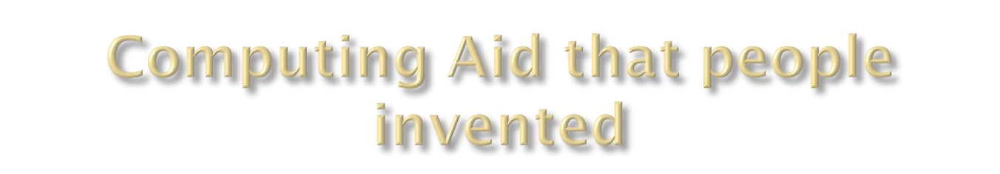 Computing Aid that people
invented